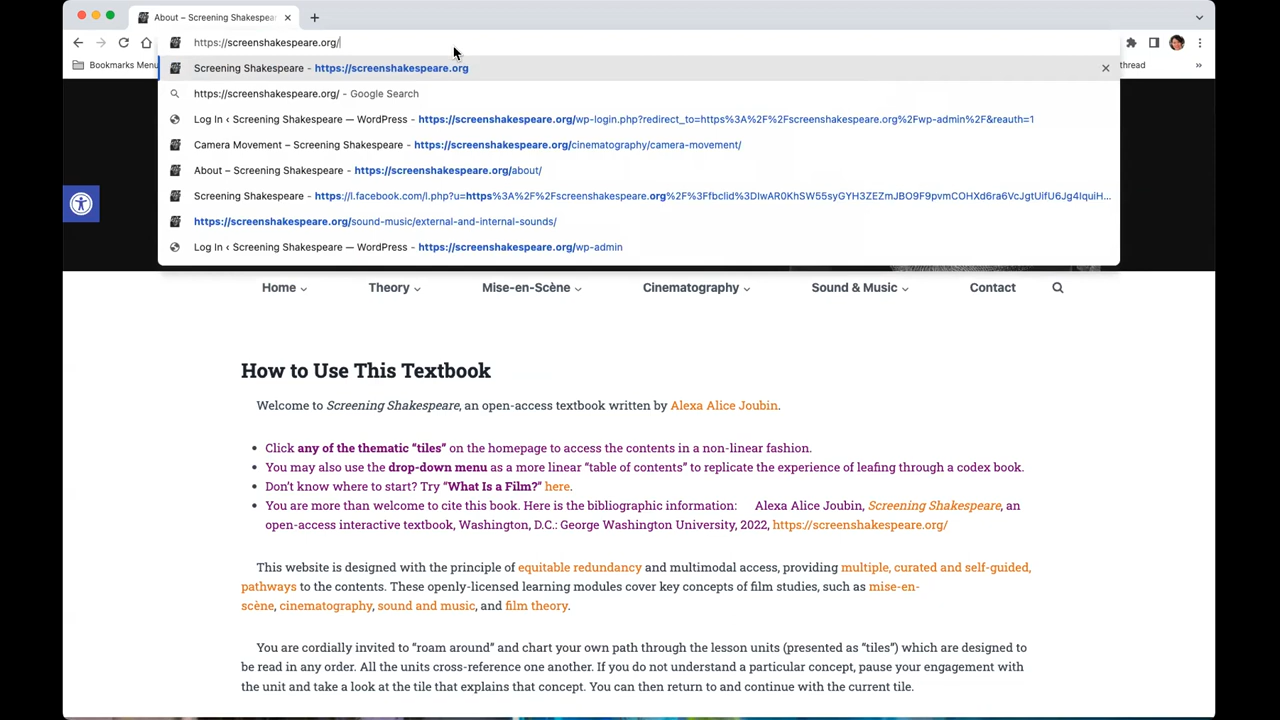 About – Screening Shakespea
https://screenshakespeare.org/
Bookmarks Menu
thread
»
Screening Shakespeare - https://screenshakespeare.org
https://screenshakespeare.org/ - Google Search
Log In ‹ Screening Shakespeare — WordPress - https://screenshakespeare.org/wp-login.php?redirect_to=https%3A%2F%2Fscreenshakespeare.org%2Fwp-admin%2F&reauth=1
Camera Movement – Screening Shakespeare - https://screenshakespeare.org/cinematography/camera-movement/
About – Screening Shakespeare - https://screenshakespeare.org/about/
Screening Shakespeare - https://l.facebook.com/l.php?u=https%3A%2F%2Fscreenshakespeare.org%2F%3Ffbclid%3DIwAR0KhSW55syGYH3ZEZmJBO9F9pvmCOHXd6ra6VcJgtUifU6Jg4IquiH...
https://screenshakespeare.org/sound-music/external-and-internal-sounds/
Log In ‹ Screening Shakespeare — WordPress - https://screenshakespeare.org/wp-admin
Home Theory Mise-en-Scène Cinematography Sound & Music Contact
How to Use This Textbook
Welcome to Screening Shakespeare, an open-access textbook written by Alexa Alice Joubin.
• Click any of the thematic “tiles” on the homepage to access the contents in a non-linear fashion.
• You may also use the drop-down menu as a more linear “table of contents” to replicate the experience of leafing through a codex book.
• Don’t know where to start? Try “What Is a Film?” here.
• You are more than welcome to cite this book. Here is the bibliographic information: Alexa Alice Joubin, Screening Shakespeare, an
open-access interactive textbook, Washington, D.C.: George Washington University, 2022, https://screenshakespeare.org/
This website is designed with the principle of equitable redundancy and multimodal access, providing multiple, curated and self-guided,
pathways to the contents. These openly-licensed learning modules cover key concepts of film studies, such as mise-en-
scène, cinematography, sound and music, and film theory.
You are cordially invited to “roam around” and chart your own path through the lesson units (presented as “tiles”) which are designed to
be read in any order. All the units cross-reference one another. If you do not understand a particular concept, pause your engagement with
the unit and take a look at the tile that explains that concept. You can then return to and continue with the current tile.